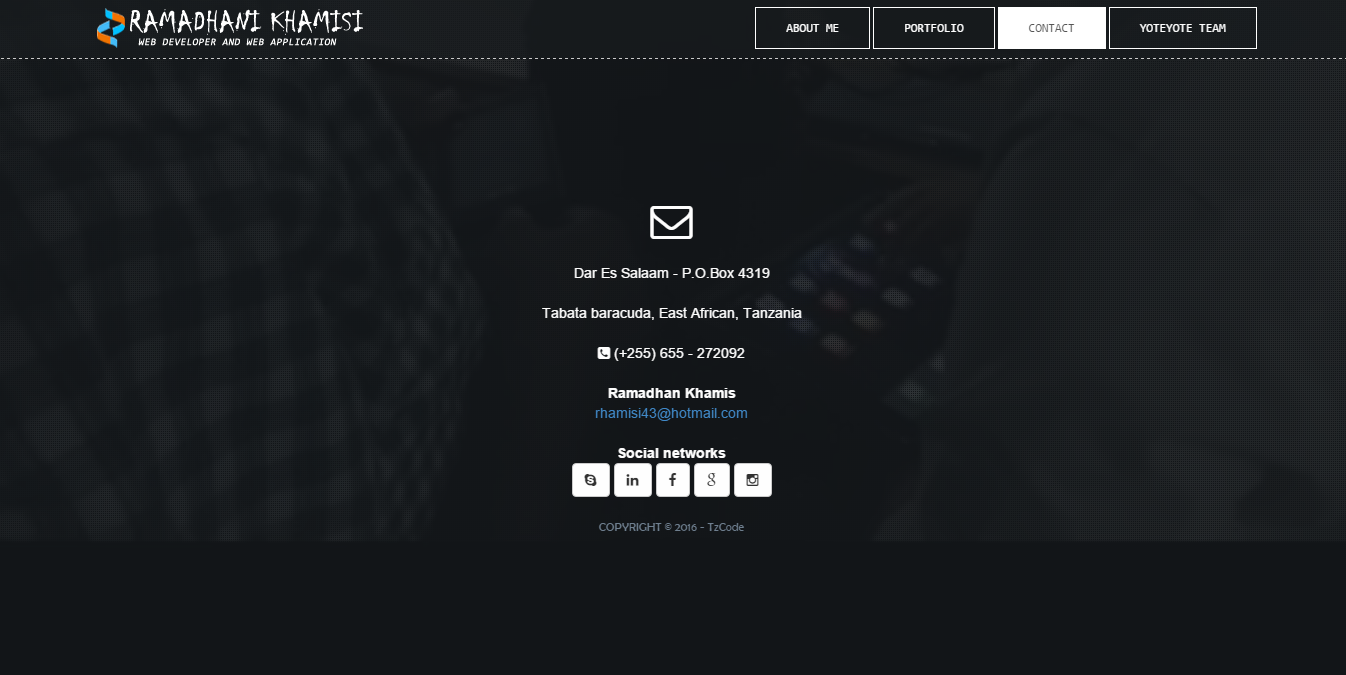 RAMADHANI KHAMISI
WEB DEVELOPER AND WEB APPLICATION
ABOUT ME
PORTFOLIO
CONTACT
YOTEYOTE TEAM
Dar Es Salaam - P.O.Box 4319
Tabata baracuda, East African, Tanzania
(+255) 655 - 272092
Ramadhan Khamis
rhamisi43@hotmail.com
Social networks
COPYRIGHT © 2016 - TzCode